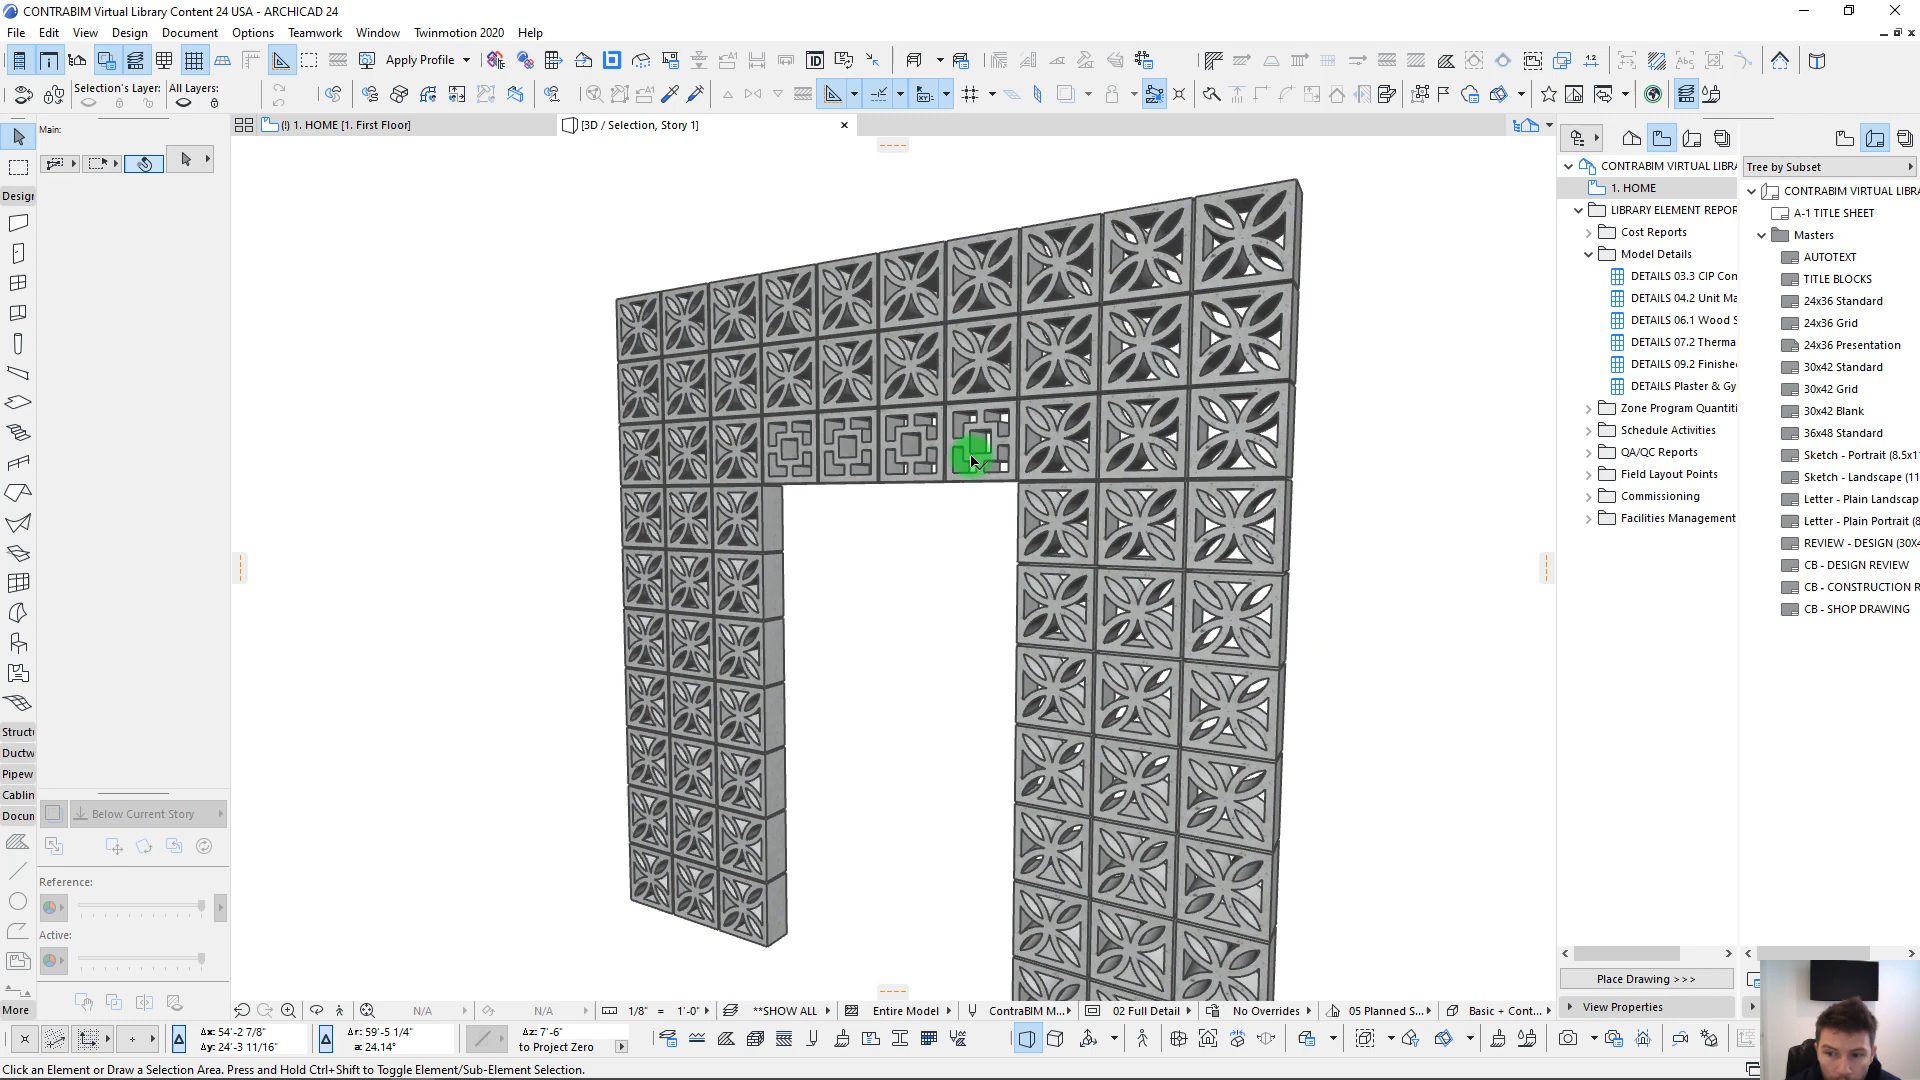 CONTRABIM Virtual Library Content 24 USA - ARCHICAD 24
File Edit View Design Document Options Teamwork Window Twinmotion 2020 Help
Apply Profile
Selection's Layer:
All Layers:
(!) 1. HOME [1. First Floor]
[3D / Selection, Story 1]
Main:
Design
Struct
Ductw
Pipew
Cablin
Docum
More
Below Current Story
Reference:
Active:
CONTRABIM VIRTUAL LIBRA
1. HOME
LIBRARY ELEMENT REPOR
Cost Reports
Model Details
DETAILS 03.3 CIP Con
DETAILS 04.2 Unit Ma
DETAILS 06.1 Wood S
DETAILS 07.2 Therma
DETAILS 09.2 Finishe
DETAILS Plaster & Gy
Zone Program Quantiti
Schedule Activities
QA/QC Reports
Field Layout Points
Commissioning
Facilities Management
Place Drawing >>>
View Properties
Tree by Subset
CONTRABIM VIRTUAL LIBRA
A-1 TITLE SHEET
Masters
AUTOTEXT
TITLE BLOCKS
24x36 Standard
24x36 Grid
24x36 Presentation
30x42 Standard
30x42 Grid
30x42 Blank
36x48 Standard
Sketch - Portrait (8.5x1
Sketch - Landscape (11
Letter - Plain Landscap
Letter - Plain Portrait (8
REVIEW - DESIGN (30X4
CB - DESIGN REVIEW
CB - CONSTRUCTION R
CB - SHOP DRAWING
N/A
N/A
1/8" = 1'-0"
**SHOW ALL
Entire Model
ContraBIM M...
02 Full Detail
No Overrides
05 Planned S...
Basic + Cont...
Δx: 54'-2 7/8"
Δy: 24'-3 11/16"
Δr: 59'-5 1/4"
a: 24.14°
Δz: 7'-6"
to Project Zero
Click an Element or Draw a Selection Area. Press and Hold Ctrl+Shift to Toggle Element/Sub-Element Selection.